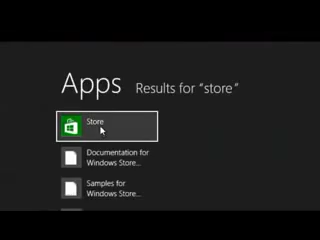 Apps Results for “store”
Store
Documentation for
Windows Store...
Samples for
Windows Store...